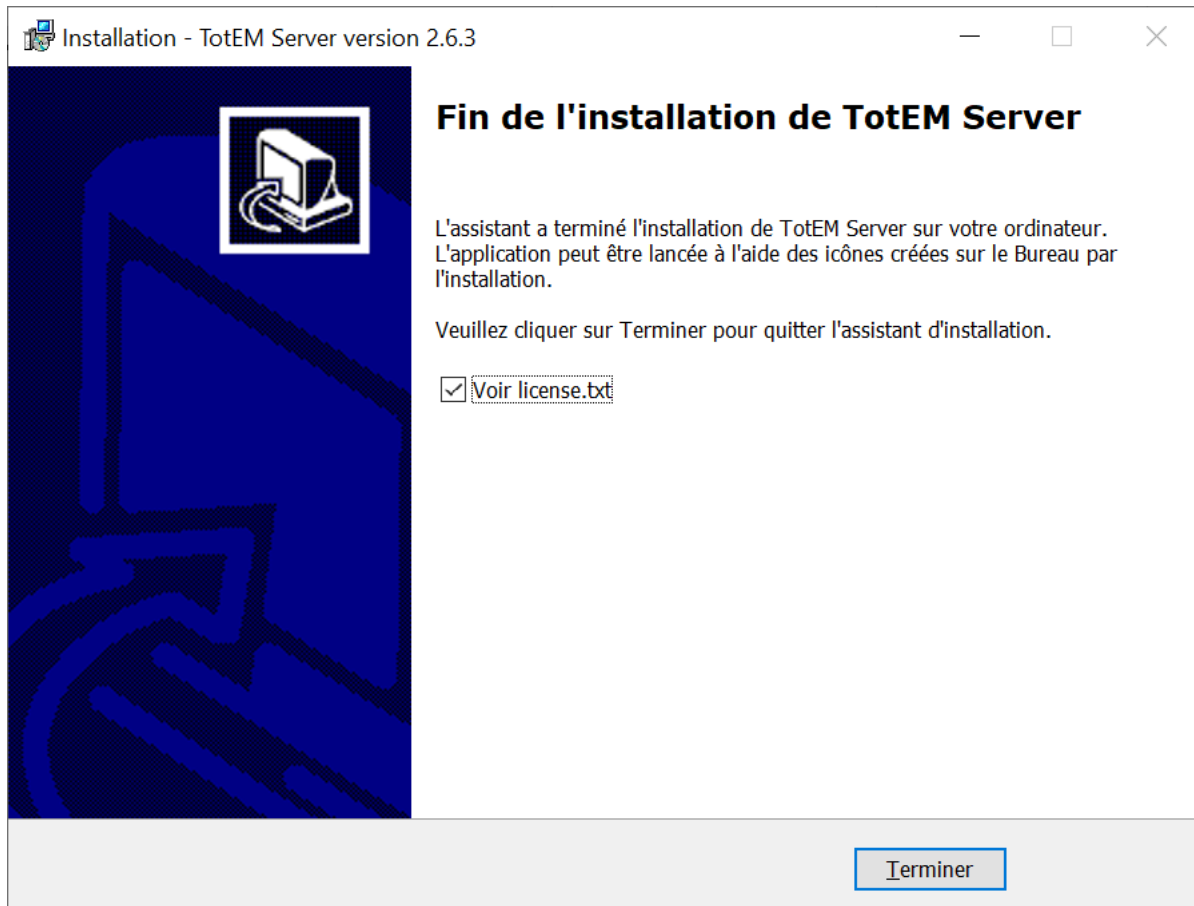 Installation - TotEM Server version 2.6.3
Fin de l'installation de TotEM Server
L'assistant a terminé l'installation de TotEM Server sur votre ordinateur.
L'application peut être lancée à l'aide des icônes créées sur le Bureau par
l'installation.
Veuillez cliquer sur Terminer pour quitter l'assistant d'installation.
Voir license.txt
Terminer